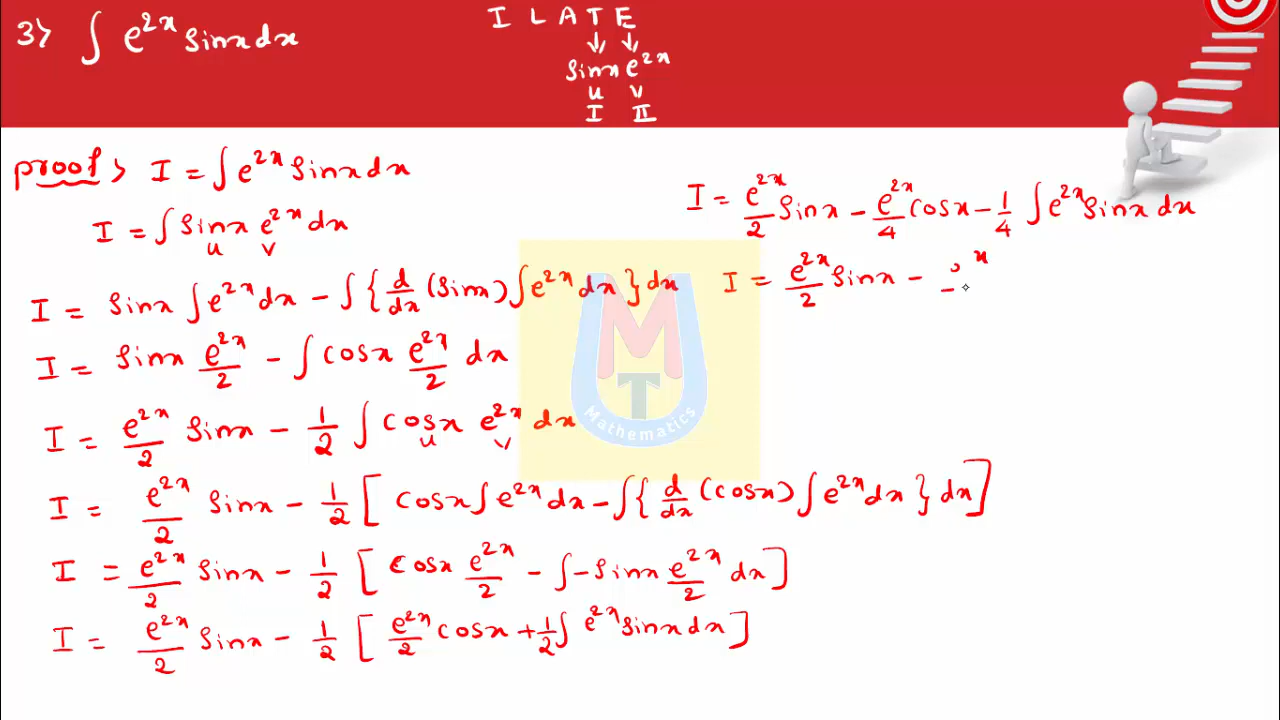 3) ∫ e^{2x} sinx dx
I L A T E
↓ ↓
sinx e^{2x}
u v
I II
proof > I = ∫ e^{2x} sinx dx
I = ∫ sinx e^{2x} dx
u v
I = sinx ∫ e^{2x} dx - ∫ { d/dx (sinx) ∫ e^{2x} dx } dx
I = sinx e^{2x}/2 - ∫ cosx e^{2x}/2 dx
I = e^{2x}/2 sinx - 1/2 ∫ cosx e^{2x} dx
u v
I = e^{2x}/2 sinx - 1/2 [ cosx ∫ e^{2x} dx - ∫ { d/dx (cosx) ∫ e^{2x} dx } dx ]
I = e^{2x}/2 sinx - 1/2 [ cosx e^{2x}/2 - ∫ -sinx e^{2x}/2 dx ]
I = e^{2x}/2 sinx - 1/2 [ e^{2x}/2 cosx + 1/2 ∫ e^{2x} sinx dx ]
I = e^{2x}/2 sinx - e^{2x}/4 cosx - 1/4 ∫ e^{2x} sinx dx
I = e^{2x}/2 sinx -
M
T
Mathematics